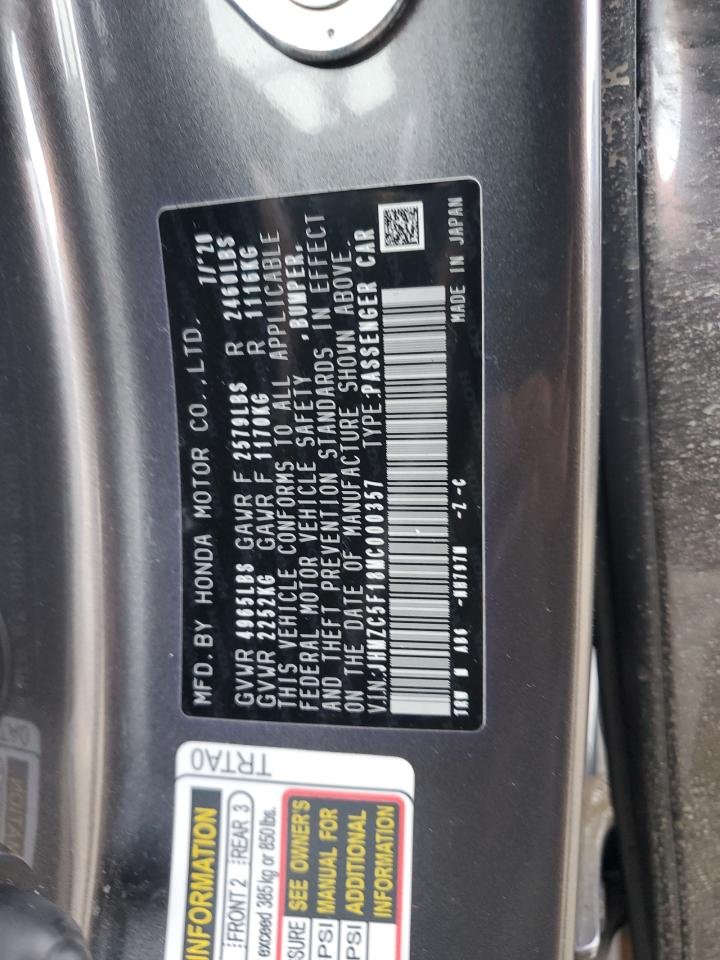 MFD. BY HONDA MOTOR CO.,LTD. 7/'20
GVWR 4965LBS GAWR F 2579LBS R 2460LBS
GVWR 2252KG GAWR F 1170KG R 1116KG
THIS VEHICLE CONFORMS TO ALL APPLICABLE
FEDERAL MOTOR VEHICLE SAFETY ,BUMPER,
AND THEFT PREVENTION STANDARDS IN EFFECT
ON THE DATE OF MANUFACTURE SHOWN ABOVE.
V.I.N:JHMZC5F18MC000357 TYPE:PASSENGER CAR
MADE IN JAPAN
TRW -Z -C
TRTA0
INFORMATION
FRONT 2 REAR 3
exceed 385 kg or 850 lbs.
SURE SEE OWNER'S
PSI MANUAL FOR
PSI ADDITIONAL
INFORMATION